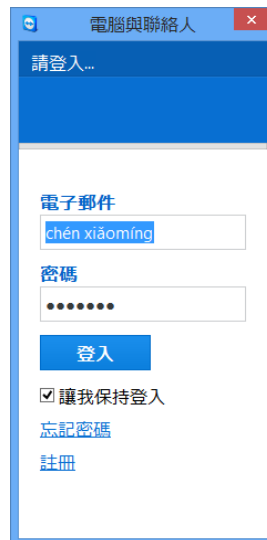 電腦與聯絡人
請登入...
電子郵件
chén xiǎomíng
密碼
●●●●●●●
登入
讓我保持登入
忘記密碼
註冊